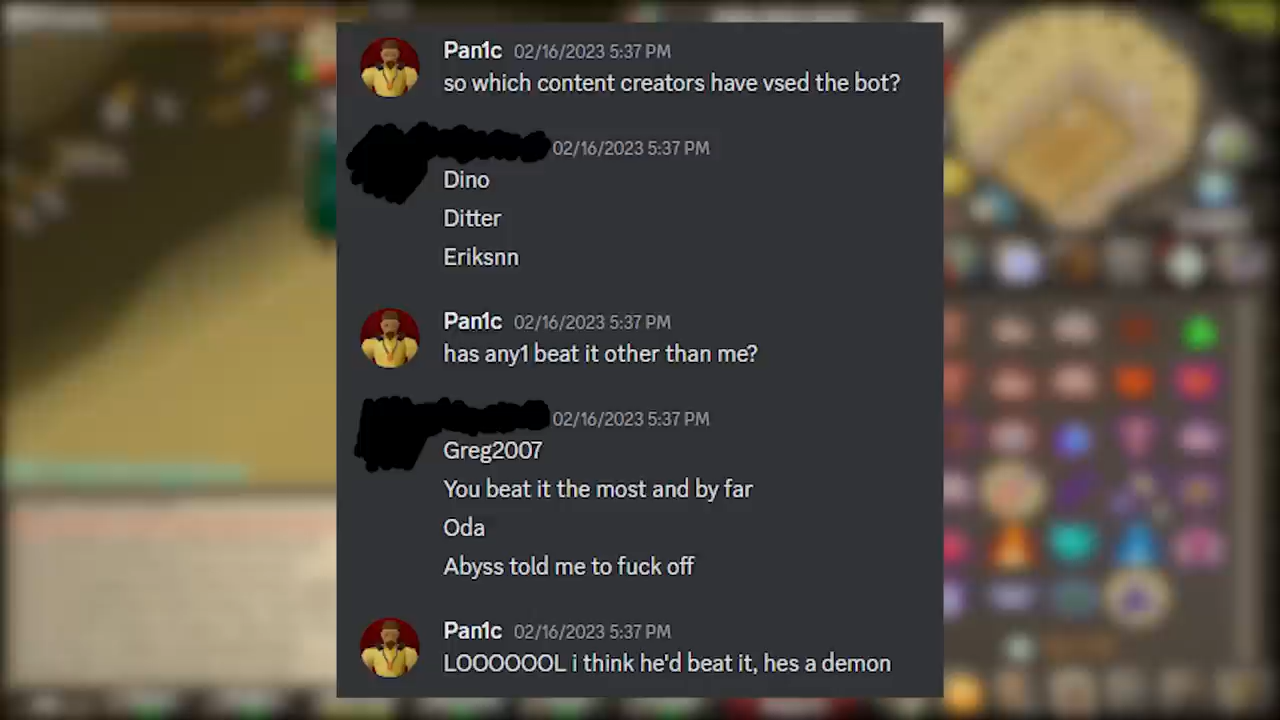 Pan1c 02/16/2023 5:37 PM
so which content creators have vsed the bot?
02/16/2023 5:37 PM
Dino
Ditter
Eriksnn
Pan1c 02/16/2023 5:37 PM
has any1 beat it other than me?
02/16/2023 5:37 PM
Greg2007
You beat it the most and by far
Oda
Abyss told me to fuck off
Pan1c 02/16/2023 5:37 PM
LOOOOOOL i think he'd beat it, hes a demon